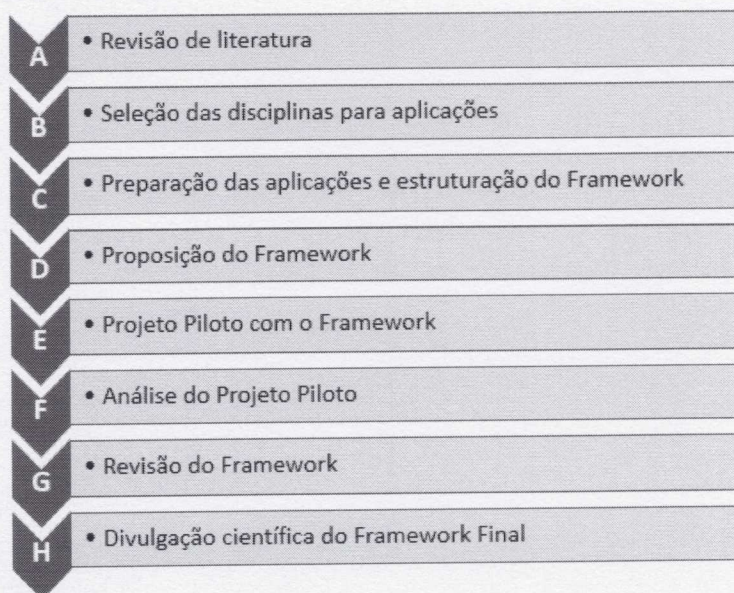 A
• Revisão de literatura
B
• Seleção das disciplinas para aplicações
C
• Preparação das aplicações e estruturação do Framework
D
• Proposição do Framework
E
• Projeto Piloto com o Framework
F
• Análise do Projeto Piloto
G
• Revisão do Framework
H
• Divulgação científica do Framework Final